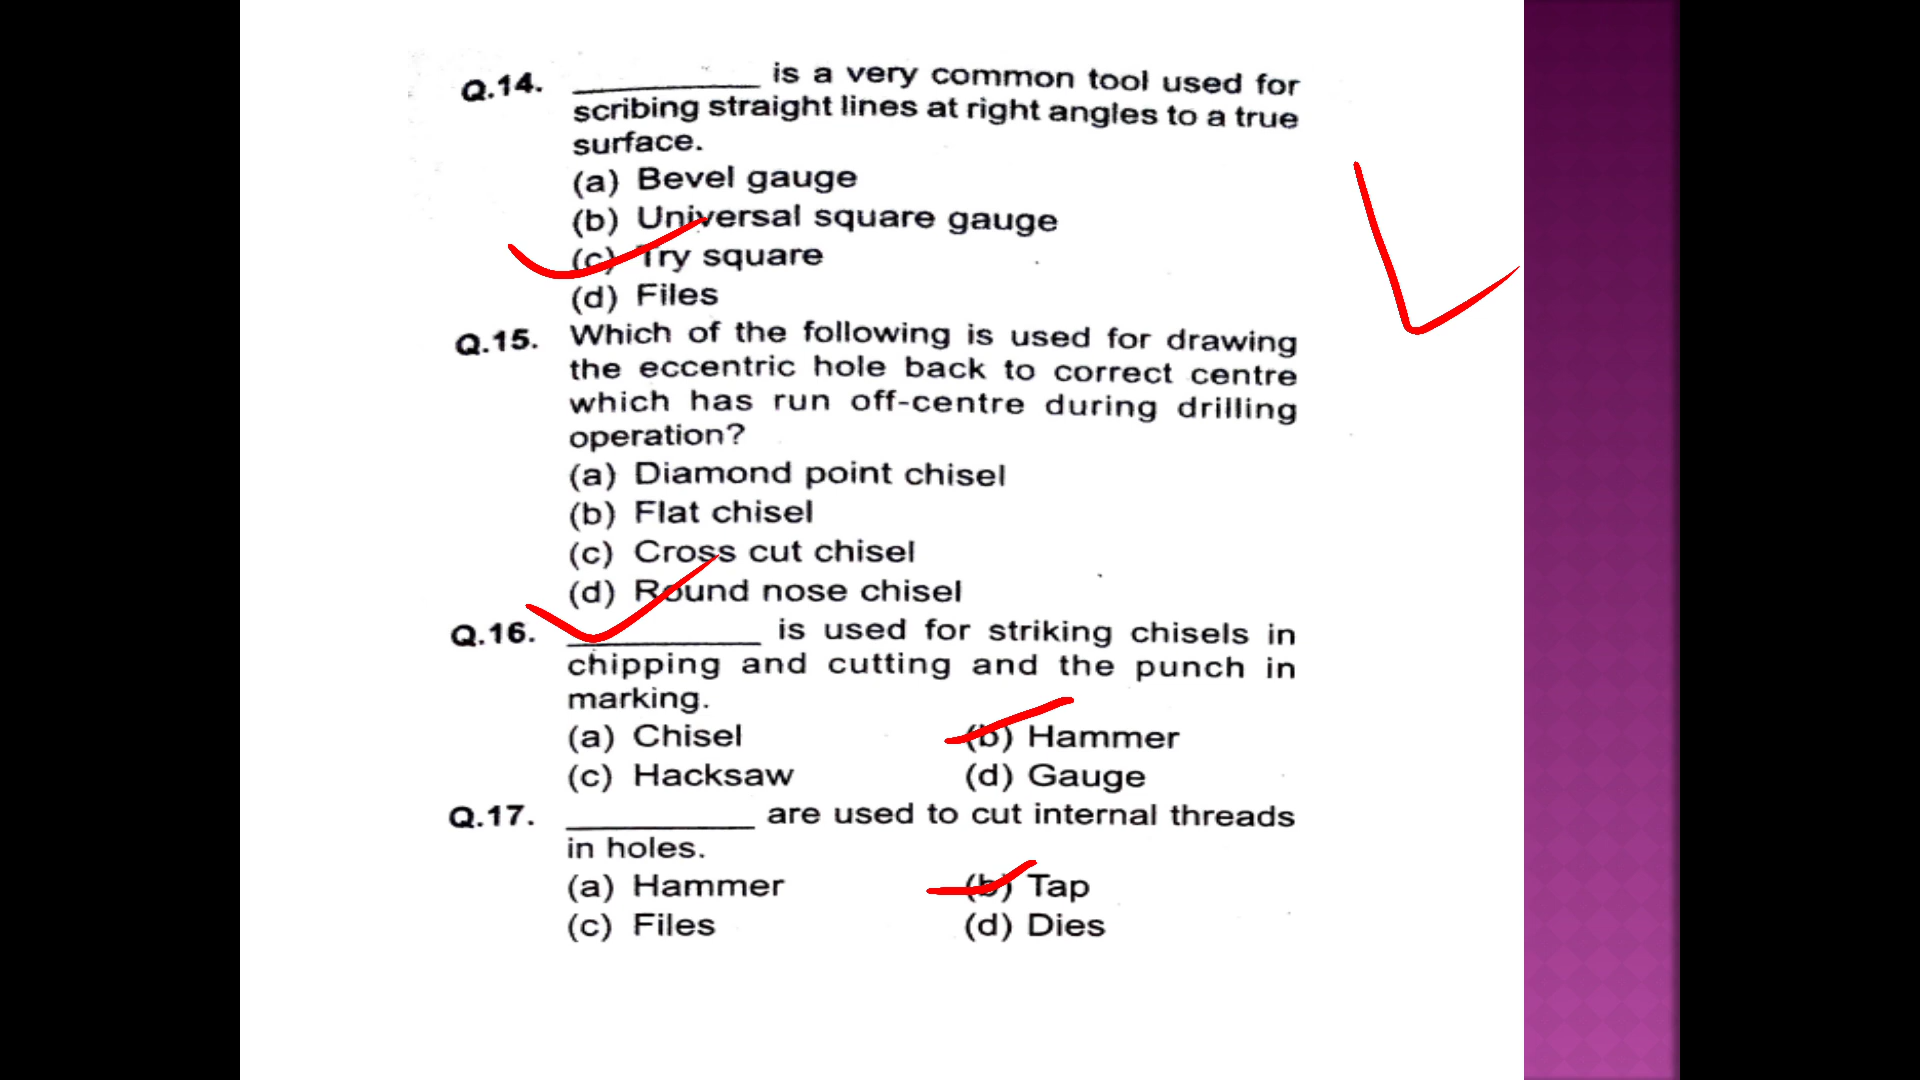 Q.14. __________ is a very common tool used for
scribing straight lines at right angles to a true
surface.
(a) Bevel gauge
(b) Universal square gauge
(c) Try square
(d) Files
Q.15. Which of the following is used for drawing
the eccentric hole back to correct centre
which has run off-centre during drilling
operation?
(a) Diamond point chisel
(b) Flat chisel
(c) Cross cut chisel
(d) Round nose chisel
Q.16. __________ is used for striking chisels in
chipping and cutting and the punch in
marking.
(a) Chisel (b) Hammer
(c) Hacksaw (d) Gauge
Q.17. __________ are used to cut internal threads
in holes.
(a) Hammer (b) Tap
(c) Files (d) Dies